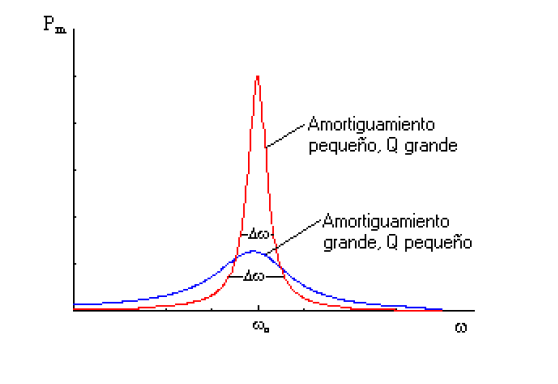 Pm
Amortiguamiento
pequeño, Q grande
Amortiguamiento
grande, Q pequeño
Δω
Δω
ωo
ω